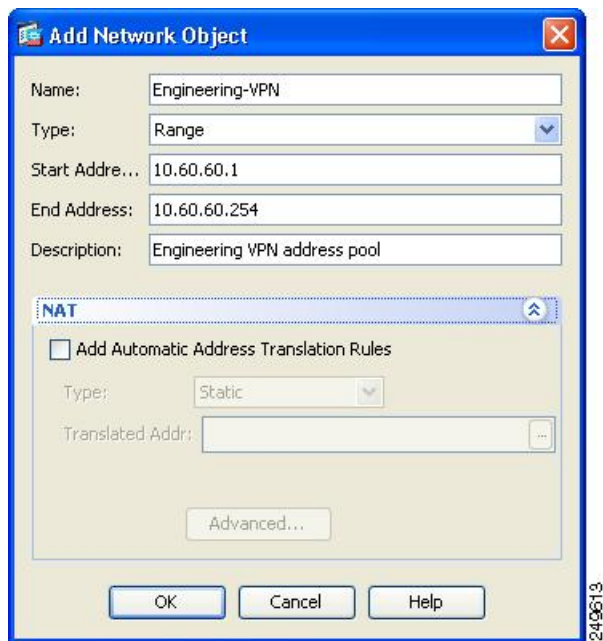 Add Network Object
Name: Engineering-VPN
Type: Range
Start Addre... 10.60.60.1
End Address: 10.60.60.254
Description: Engineering VPN address pool
NAT
Add Automatic Address Translation Rules
Type: Static
Translated Addr: ...
Advanced...
OK Cancel Help
249613